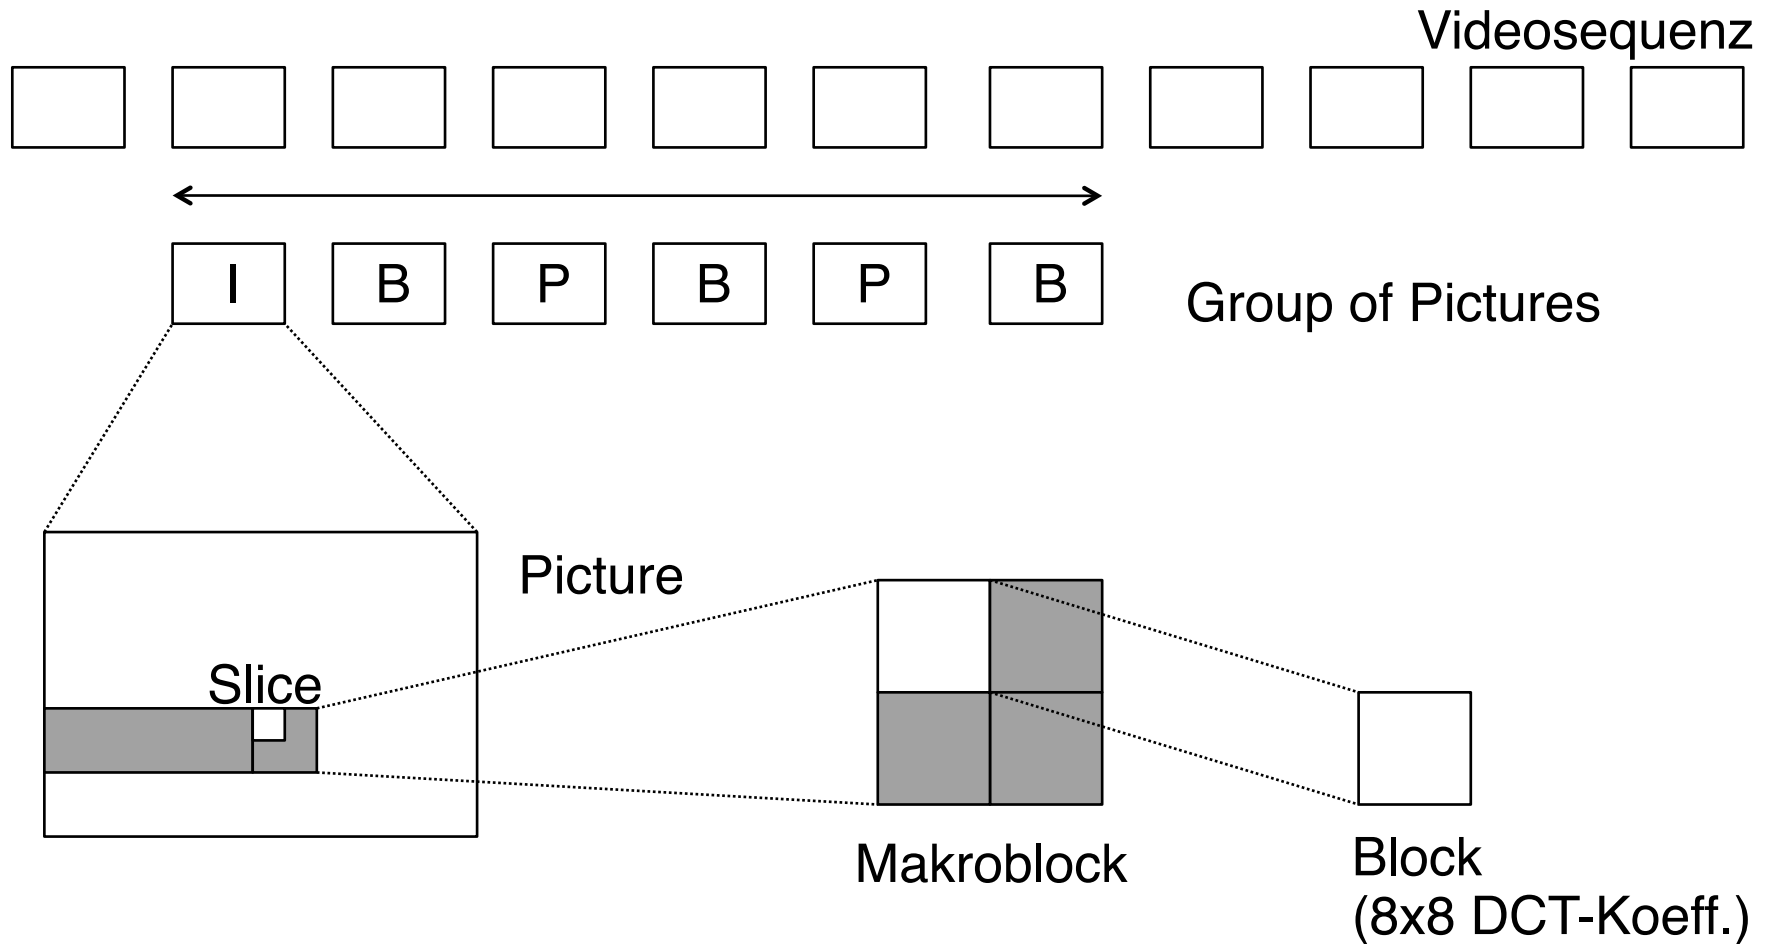 Videosequenz
I B P B P B
Group of Pictures
Picture
Slice
Makroblock
Block
(8x8 DCT-Koeff.)